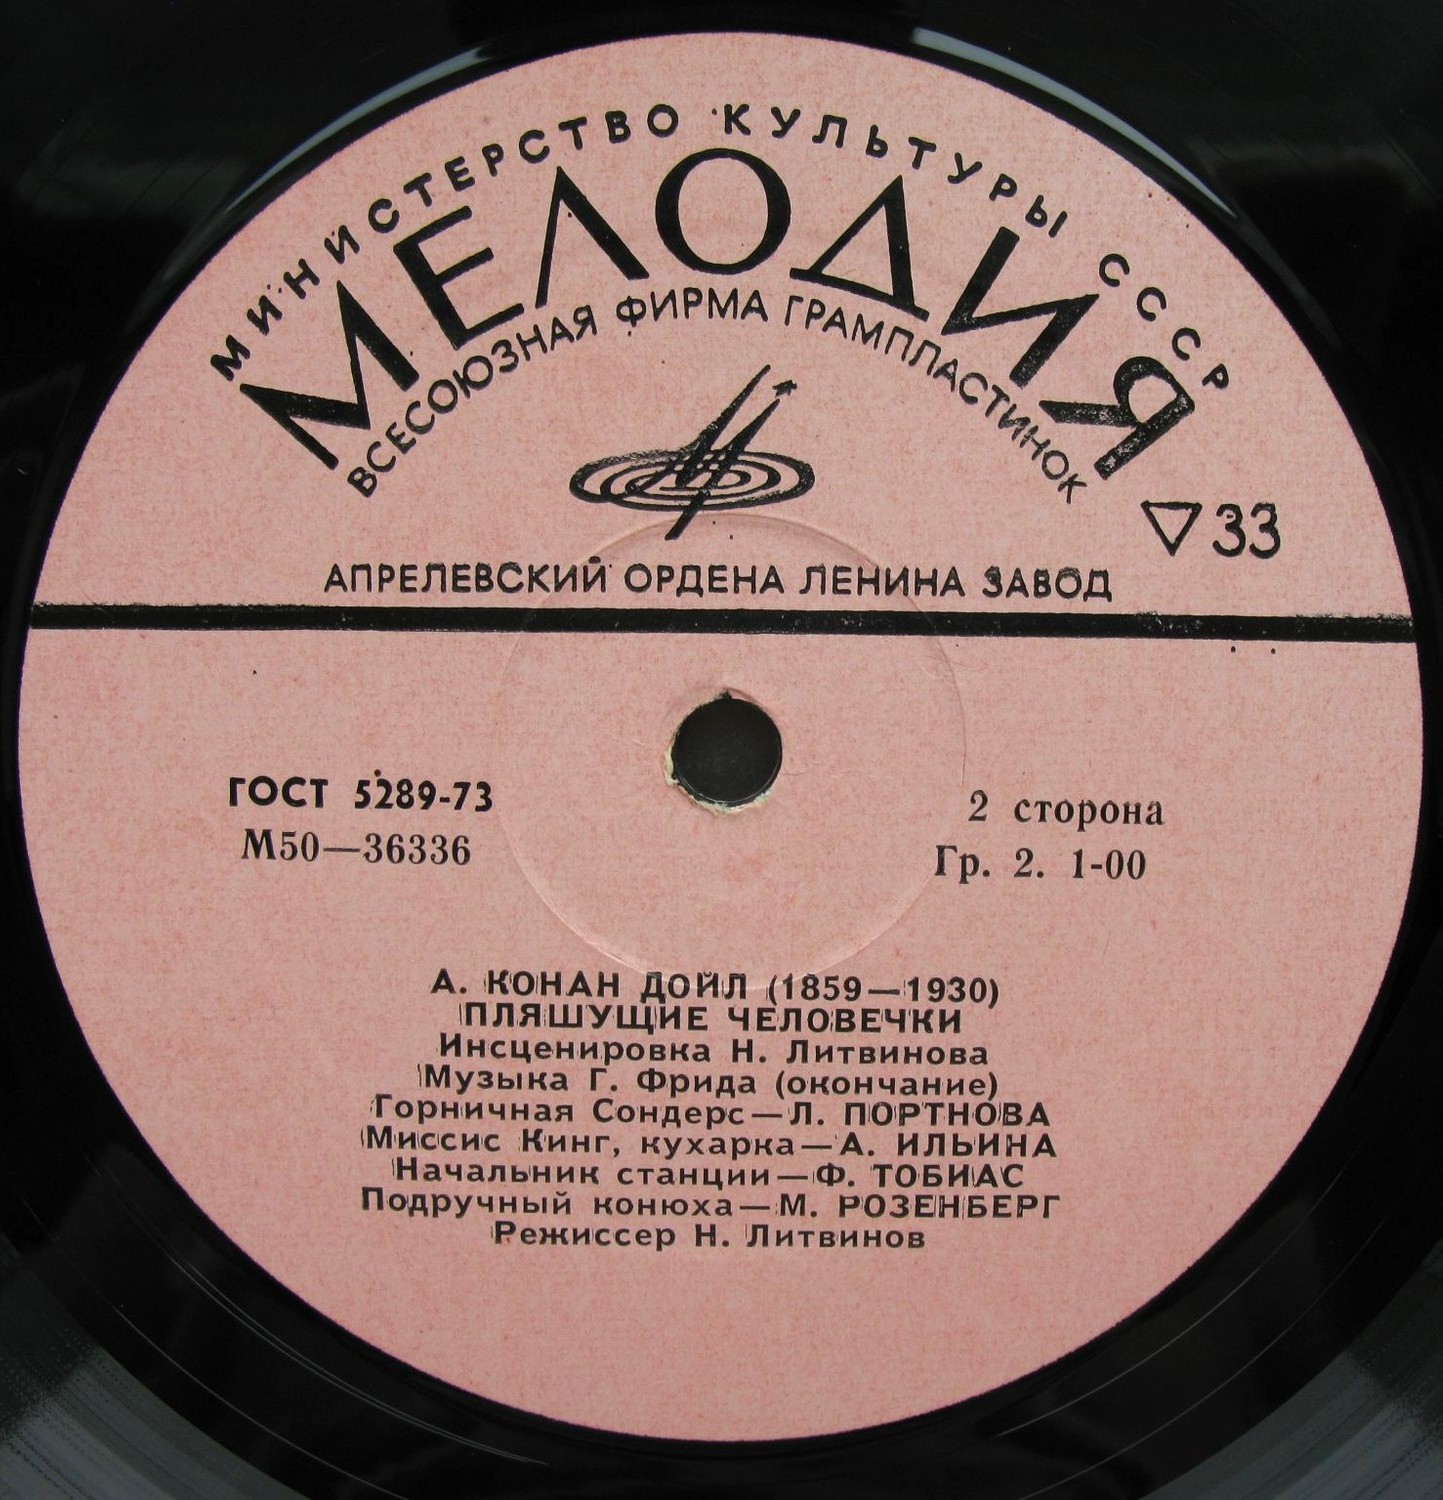 МИНИСТЕРСТВО КУЛЬТУРЫ СССР
МЕЛОДИЯ
ВСЕСОЮЗНАЯ ФИРМА ГРАМПЛАСТИНОК
▽33
АПРЕЛЕВСКИЙ ОРДЕНА ЛЕНИНА ЗАВОД
ГОСТ 5289-73
М50—36336
2 сторона
Гр. 2. 1-00
А. КОНАН ДОЙЛ (1859—1930)
ПЛЯШУЩИЕ ЧЕЛОВЕЧКИ
Инсценировка Н. Литвинова
Музыка Г. Фрида (окончание)
Горничная Сондерс—Л. ПОРТНОВА
Миссис Кинг, кухарка—А. ИЛЬИНА
Начальник станции—Ф. ТОБИАС
Подручный конюха—М. РОЗЕНБЕРГ
Режиссер Н. Литвинов